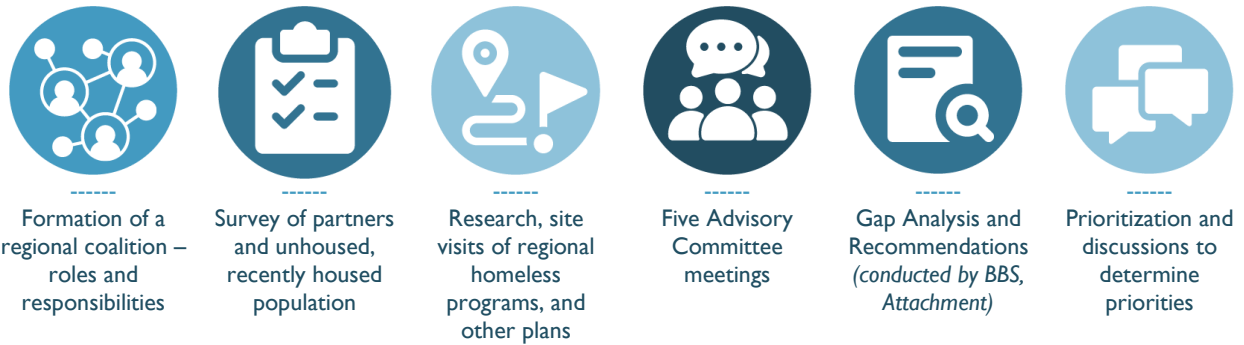 ------
Formation of a
regional coalition –
roles and
responsibilities
------
Survey of partners
and unhoused,
recently housed
population
------
Research, site
visits of regional
homeless
programs, and
other plans
------
Five Advisory
Committee
meetings
------
Gap Analysis and
Recommendations
(conducted by BBS,
Attachment)
------
Prioritization and
discussions to
determine
priorities